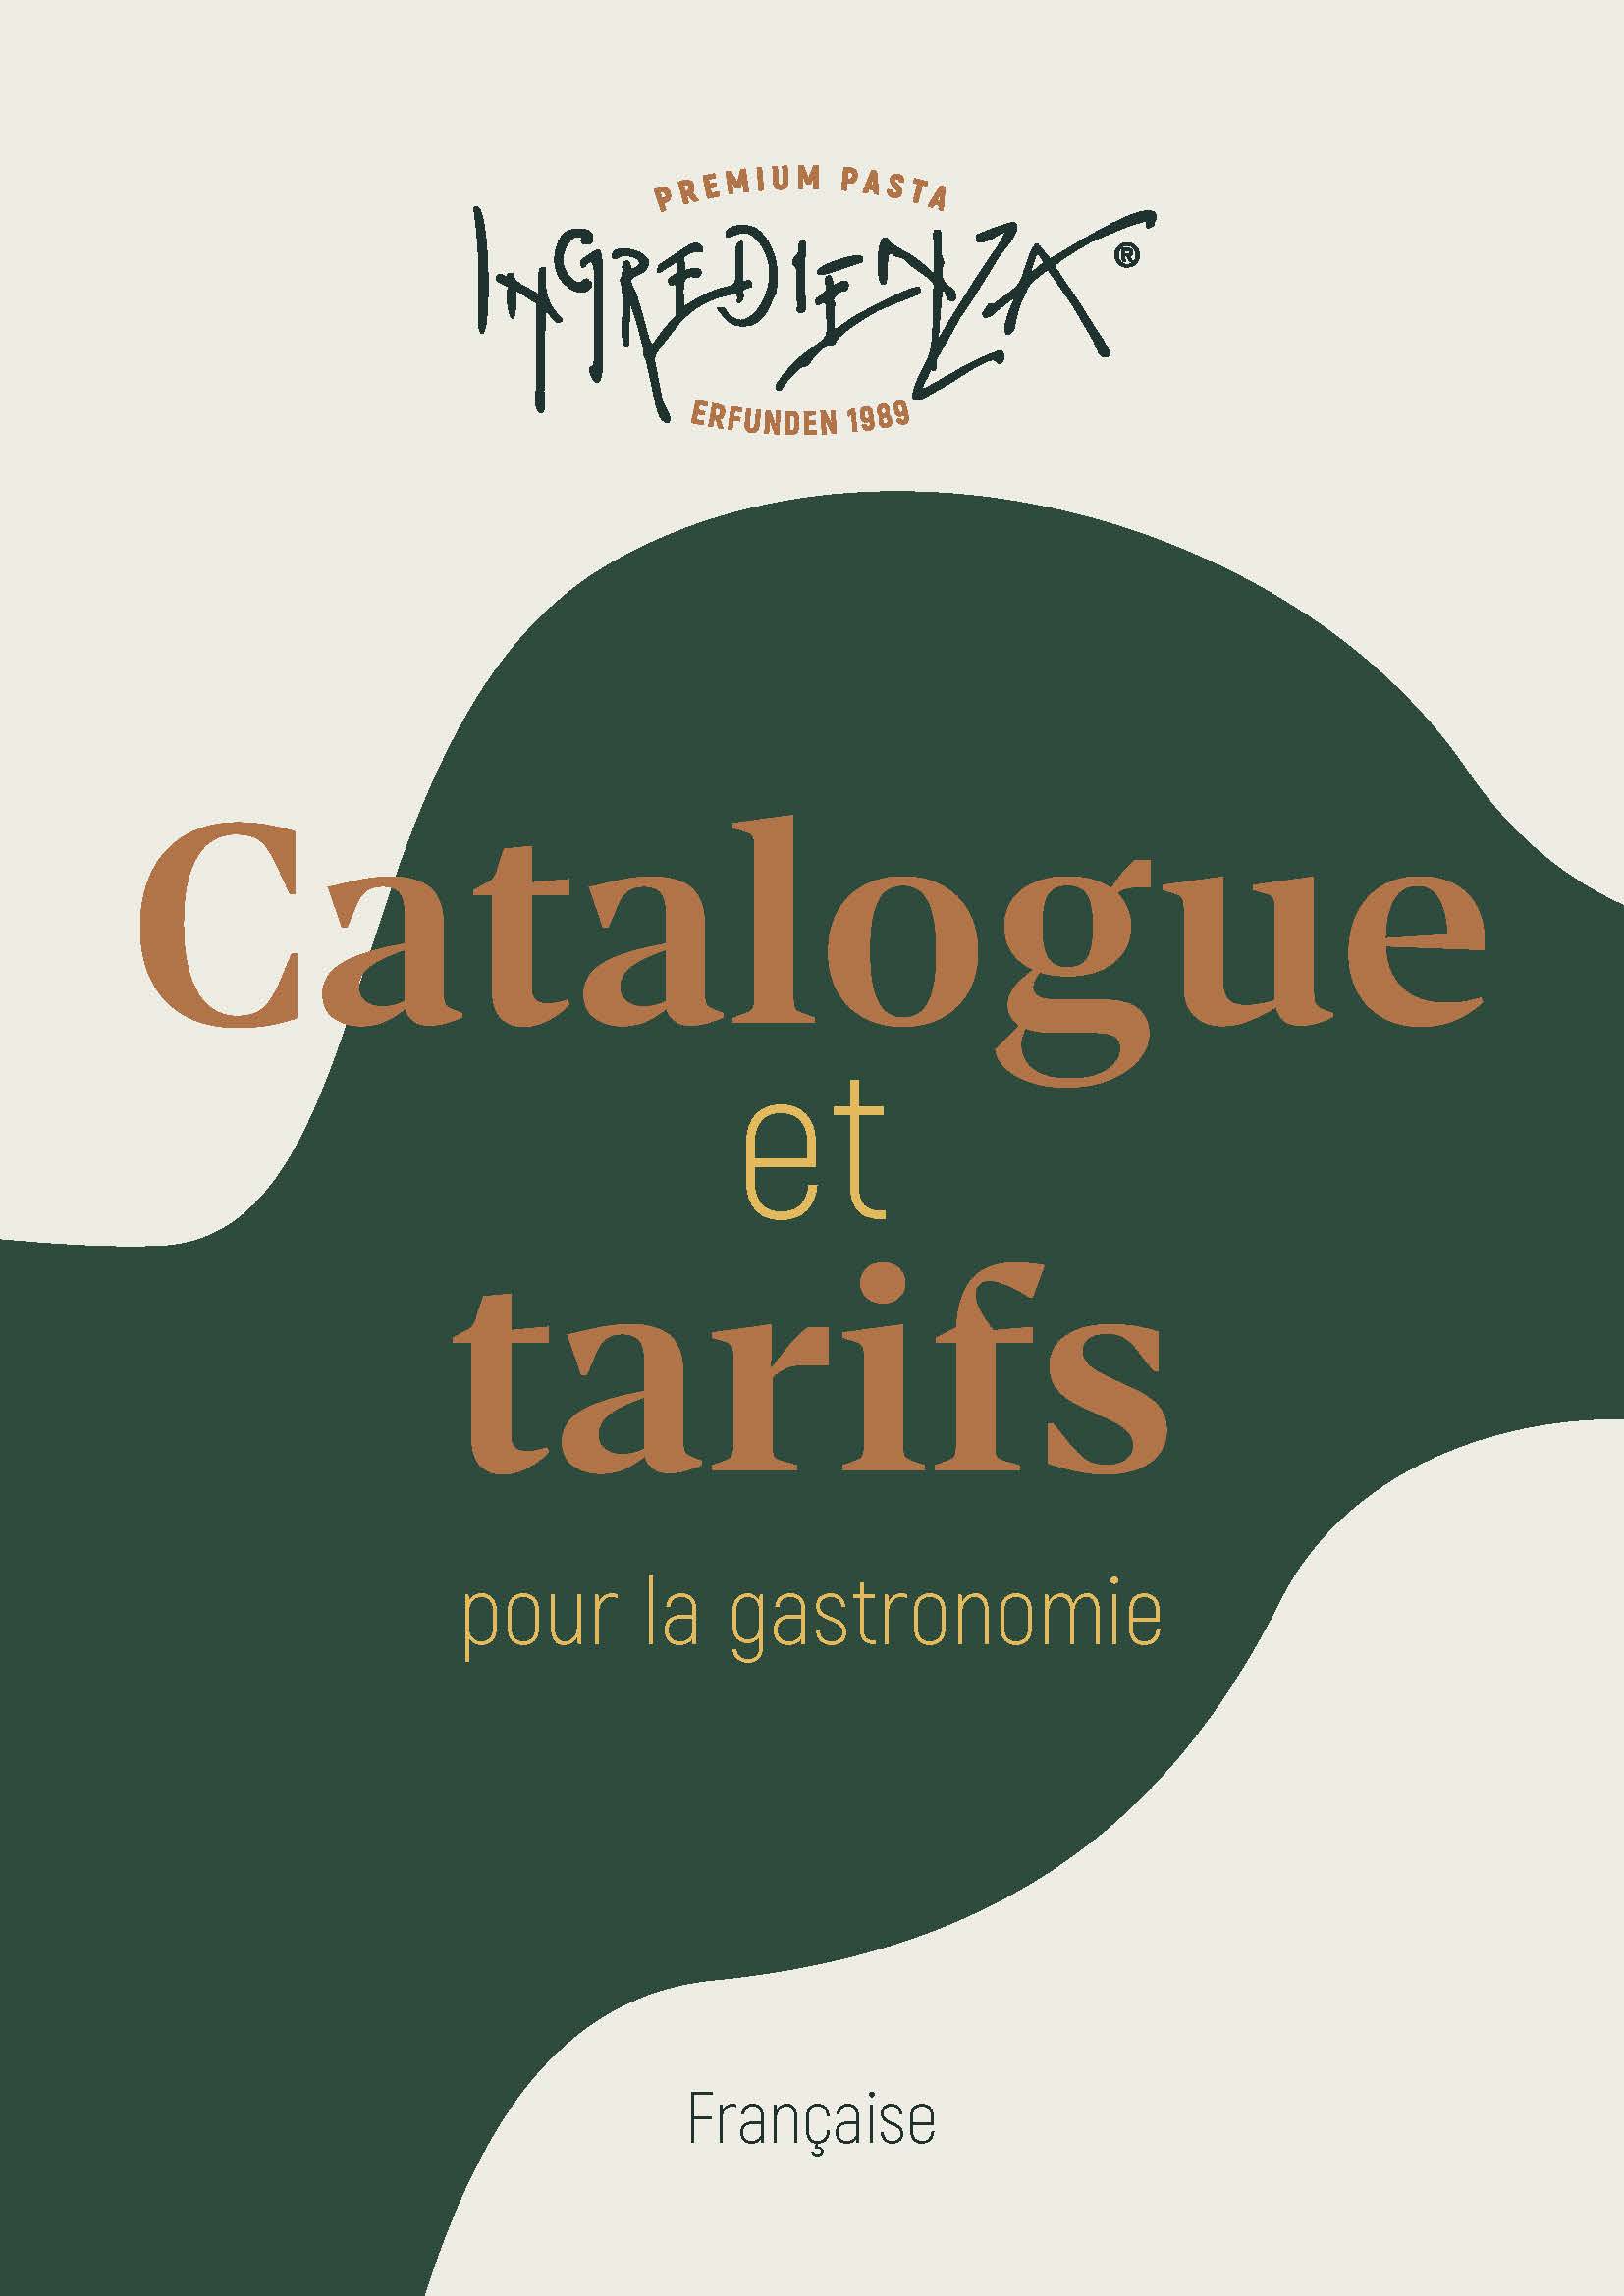 PREMIUM PASTA
INGREDIENZA®
ERFUNDEN 1989
Catalogue
et
tarifs
pour la gastronomie
Française